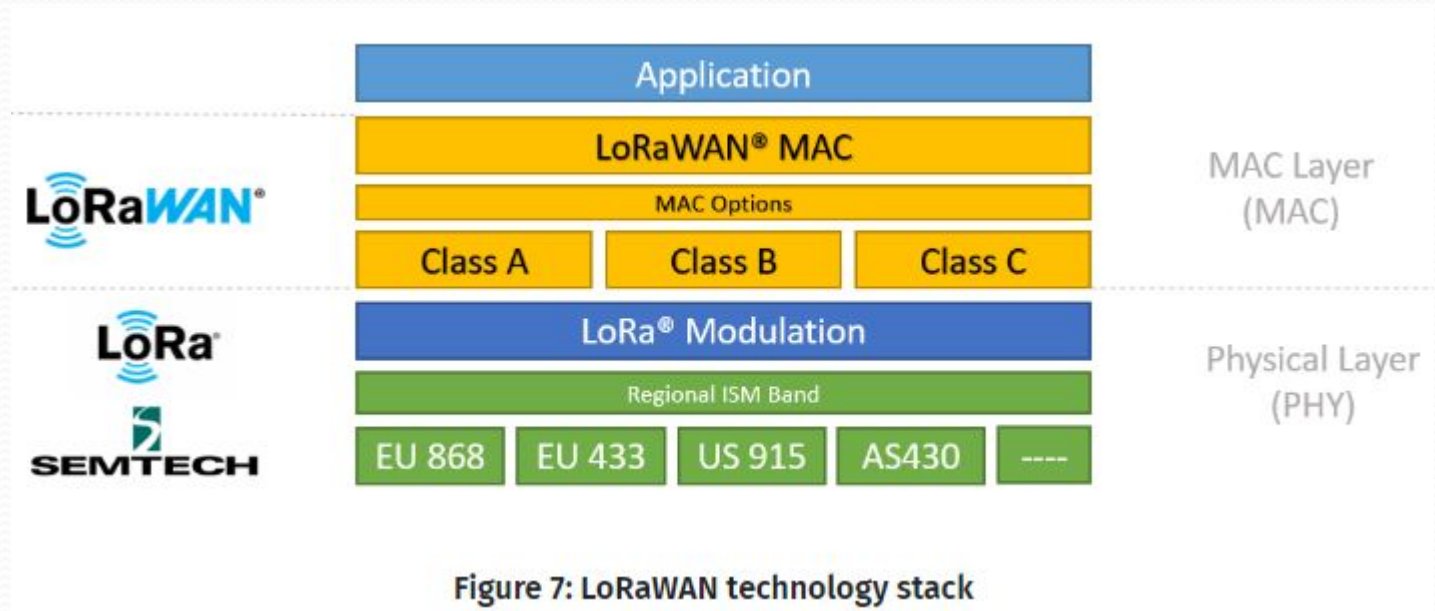 Application
LoRaWAN® MAC
MAC Options
Class A Class B Class C
LoRaWAN®
MAC Layer
(MAC)
LoRa® Modulation
Regional ISM Band
EU 868 EU 433 US 915 AS430 ----
LoRa®
SEMTECH
Physical Layer
(PHY)
Figure 7: LoRaWAN technology stack